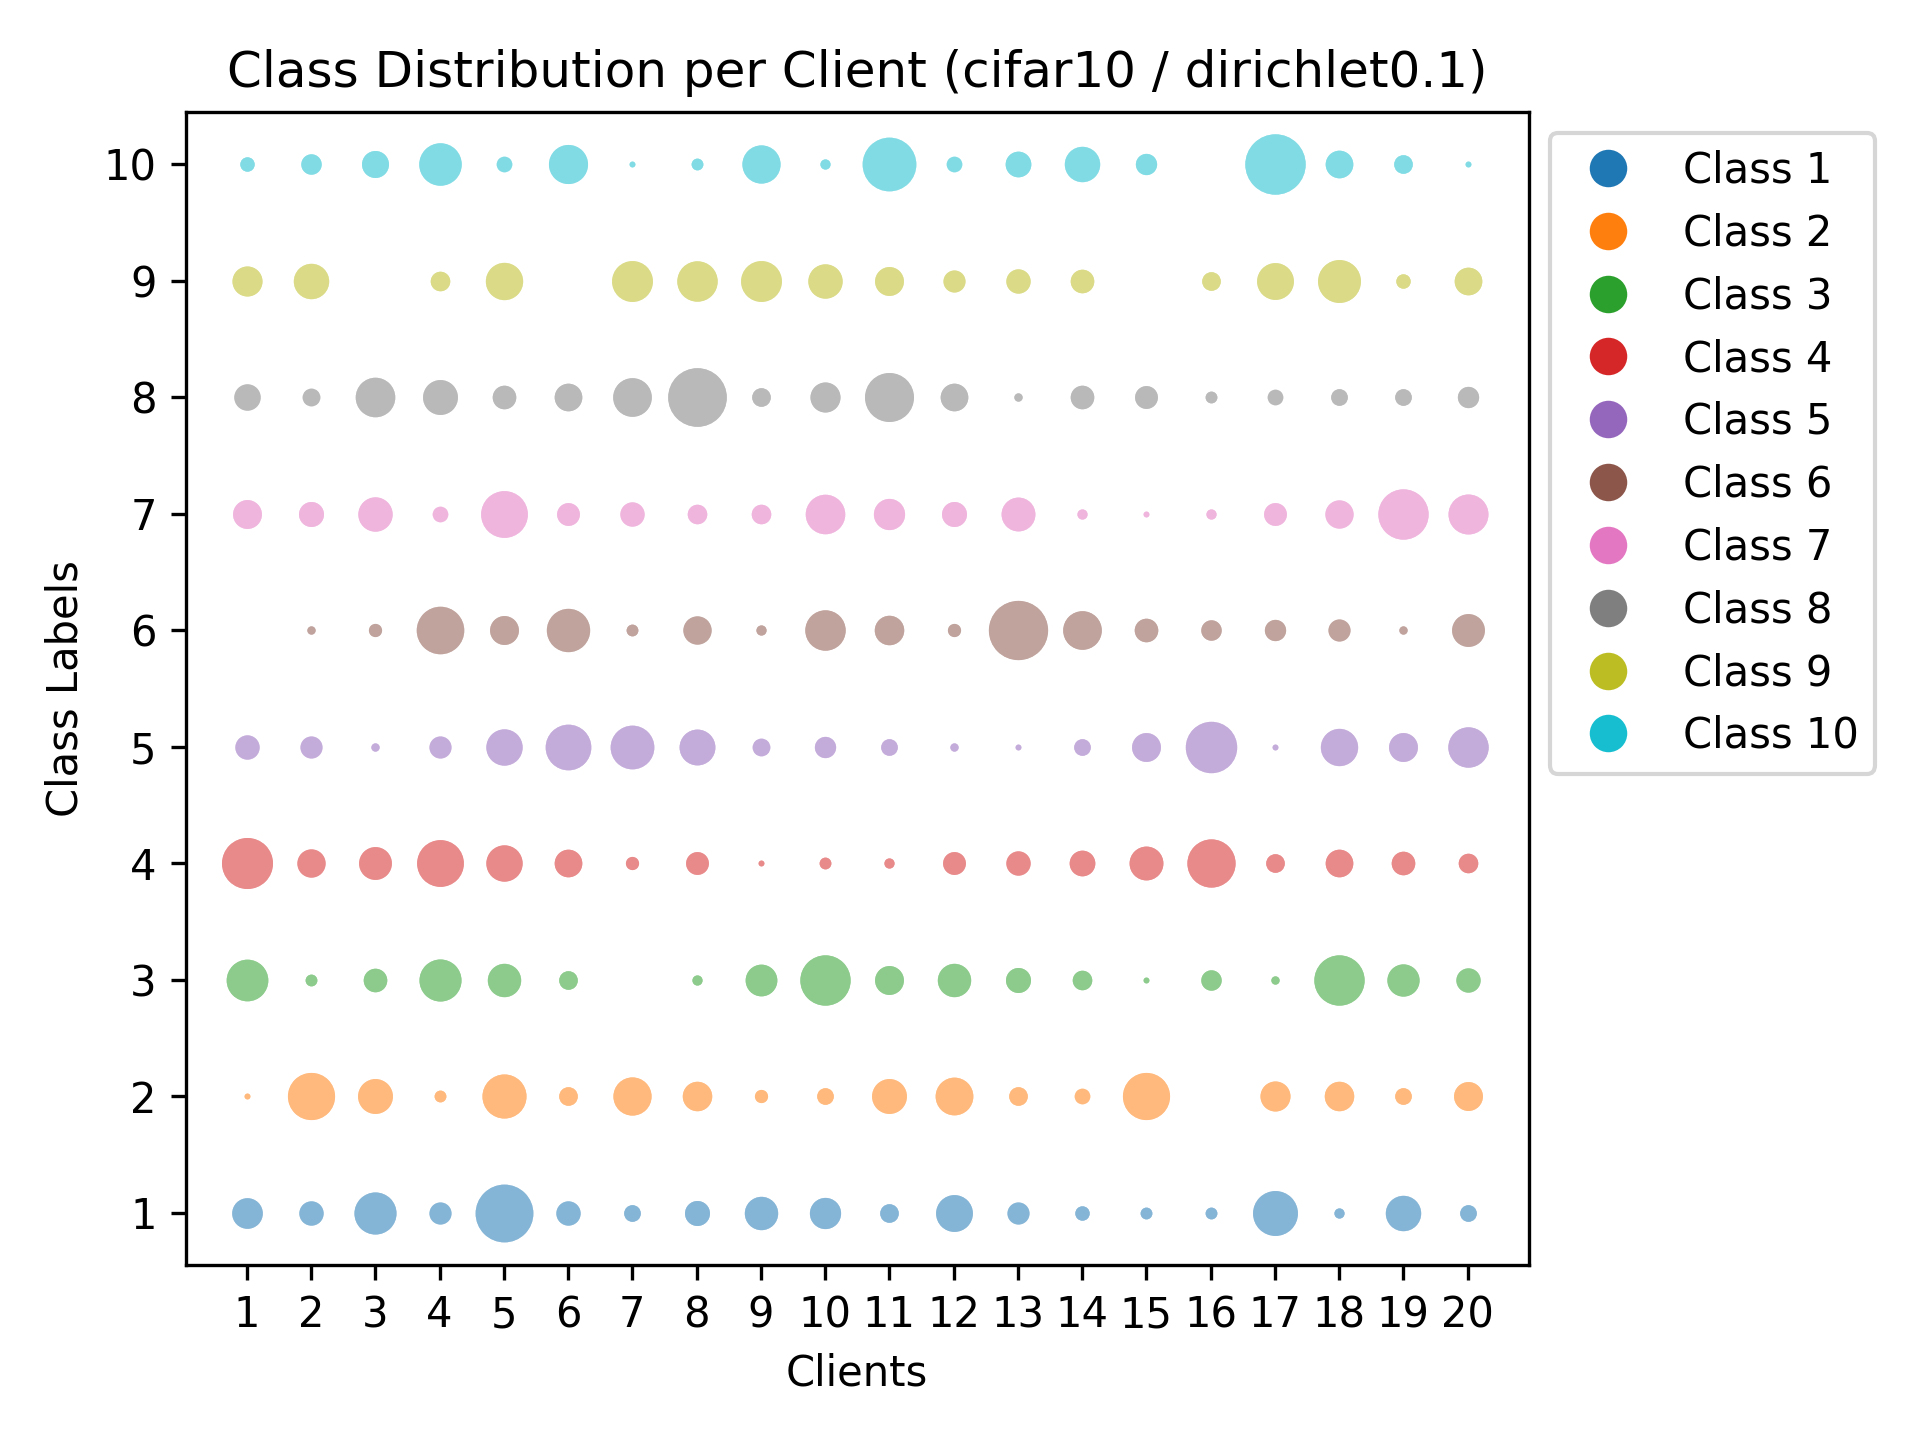 Class Distribution per Client (cifar10 / dirichlet0.1)
10
9
8
7
6
5
4
3
2
1
Class Labels
1 2 3 4 5 6 7 8 9 10 11 12 13 14 15 16 17 18 19 20
Clients
Class 1
Class 2
Class 3
Class 4
Class 5
Class 6
Class 7
Class 8
Class 9
Class 10